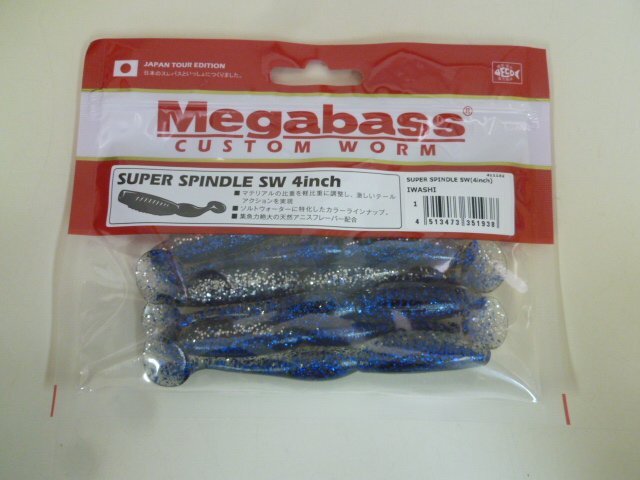 JAPAN TOUR EDITION
日本のスレバスといっしょにつくりました。
Megabass®
CUSTOM WORM
SUPER SPINDLE SW 4inch
■マテリアルの比重を軽比重に調整し、激しいテール
アクションを実現
■ソルトウォーターに特化したカラーラインナップ。
■集魚力絶大の天然アニスフレーバー配合
SUPER SPINDLE SW(4inch)
IWASHI
1
4 513473 351938